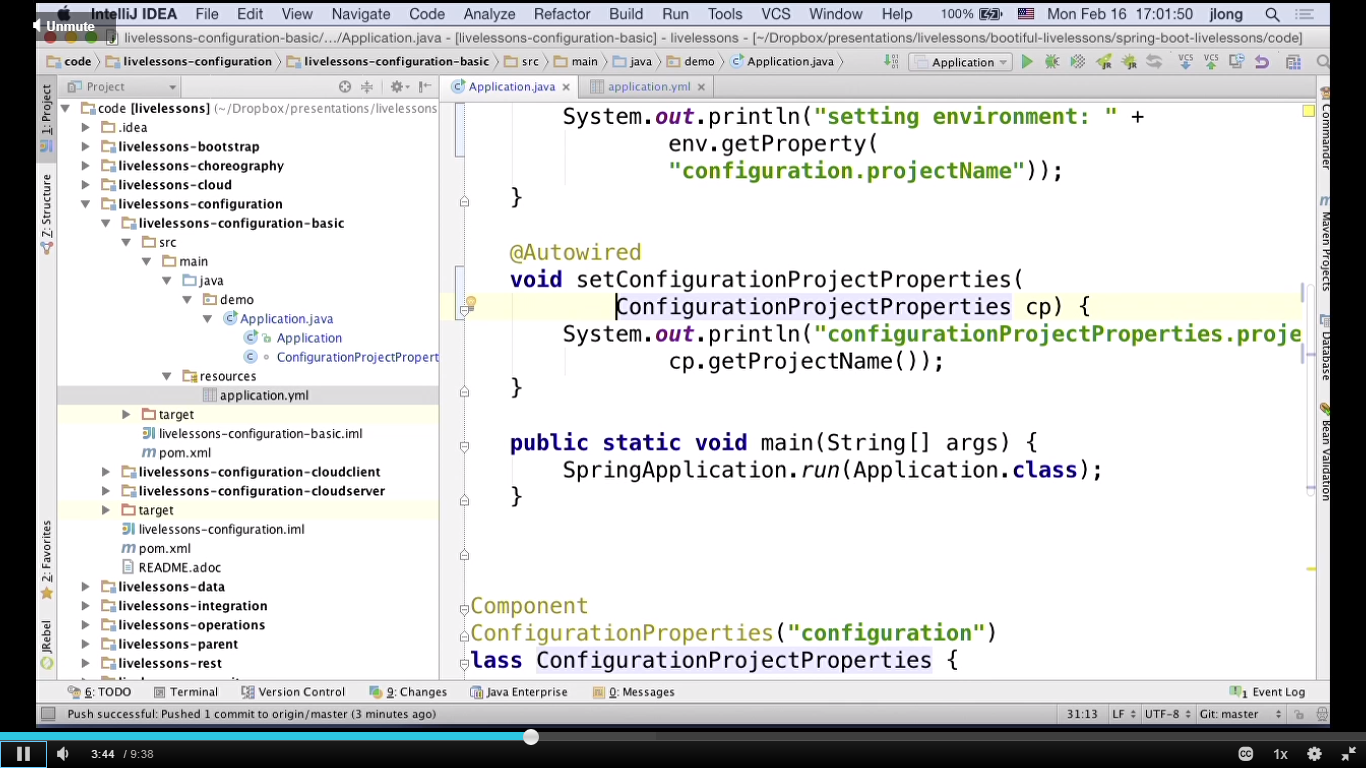 IntelliJ IDEA File Edit View Navigate Code Analyze Refactor Build Run Tools VCS Window Help 100% Mon Feb 16 17:01:50 jlong
Unmute
livelessons-configuration-basic/.../Application.java - [livelessons-configuration-basic] - livelessons - [~/Dropbox/presentations/livelessons/bootiful-livelessons/spring-boot-livelessons/code]
code livelessons-configuration livelessons-configuration-basic src main java demo Application.java Application VCS VCS
Project
Application.java
application.yml
1: Project
7: Structure
2: Favorites
JRebel
code [livelessons] (~/Dropbox/presentations/livelessons
.idea
livelessons-bootstrap
livelessons-choreography
livelessons-cloud
livelessons-configuration
livelessons-configuration-basic
src
main
java
demo
Application.java
Application
ConfigurationProjectPropert
resources
application.yml
target
livelessons-configuration-basic.iml
pom.xml
livelessons-configuration-cloudclient
livelessons-configuration-cloudserver
target
livelessons-configuration.iml
pom.xml
README.adoc
livelessons-data
livelessons-integration
livelessons-operations
livelessons-parent
livelessons-rest
System.out.println("setting environment: " +
env.getProperty(
"configuration.projectName"));
}
@Autowired
void setConfigurationProjectProperties(
ConfigurationProjectProperties cp) {
System.out.println("configurationProjectProperties.proje
cp.getProjectName());
}
public static void main(String[] args) {
SpringApplication.run(Application.class);
}
Component
ConfigurationProperties("configuration")
lass ConfigurationProjectProperties {
Commander
Maven Projects
Database
Bean Validation
6: TODO Terminal Version Control 9: Changes Java Enterprise 0: Messages 1 Event Log
Push successful: Pushed 1 commit to origin/master (3 minutes ago) 31:13 LF UTF-8 Git: master
3:44 / 9:38 CC 1x